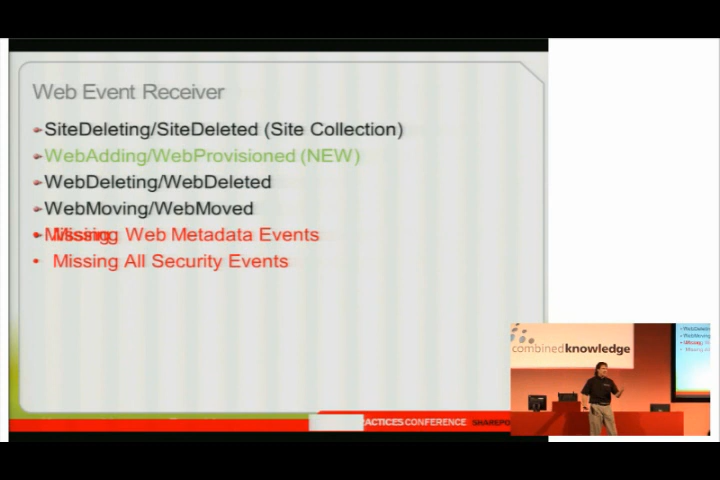 Web Event Receiver
SiteDeleting/SiteDeleted (Site Collection)
WebAdding/WebProvisioned (NEW)
WebDeleting/WebDeleted
WebMoving/WebMoved
Missing Web Metadata Events
Missing All Security Events
combinedknowledge
ACTICES CONFERENCE SHAREPO